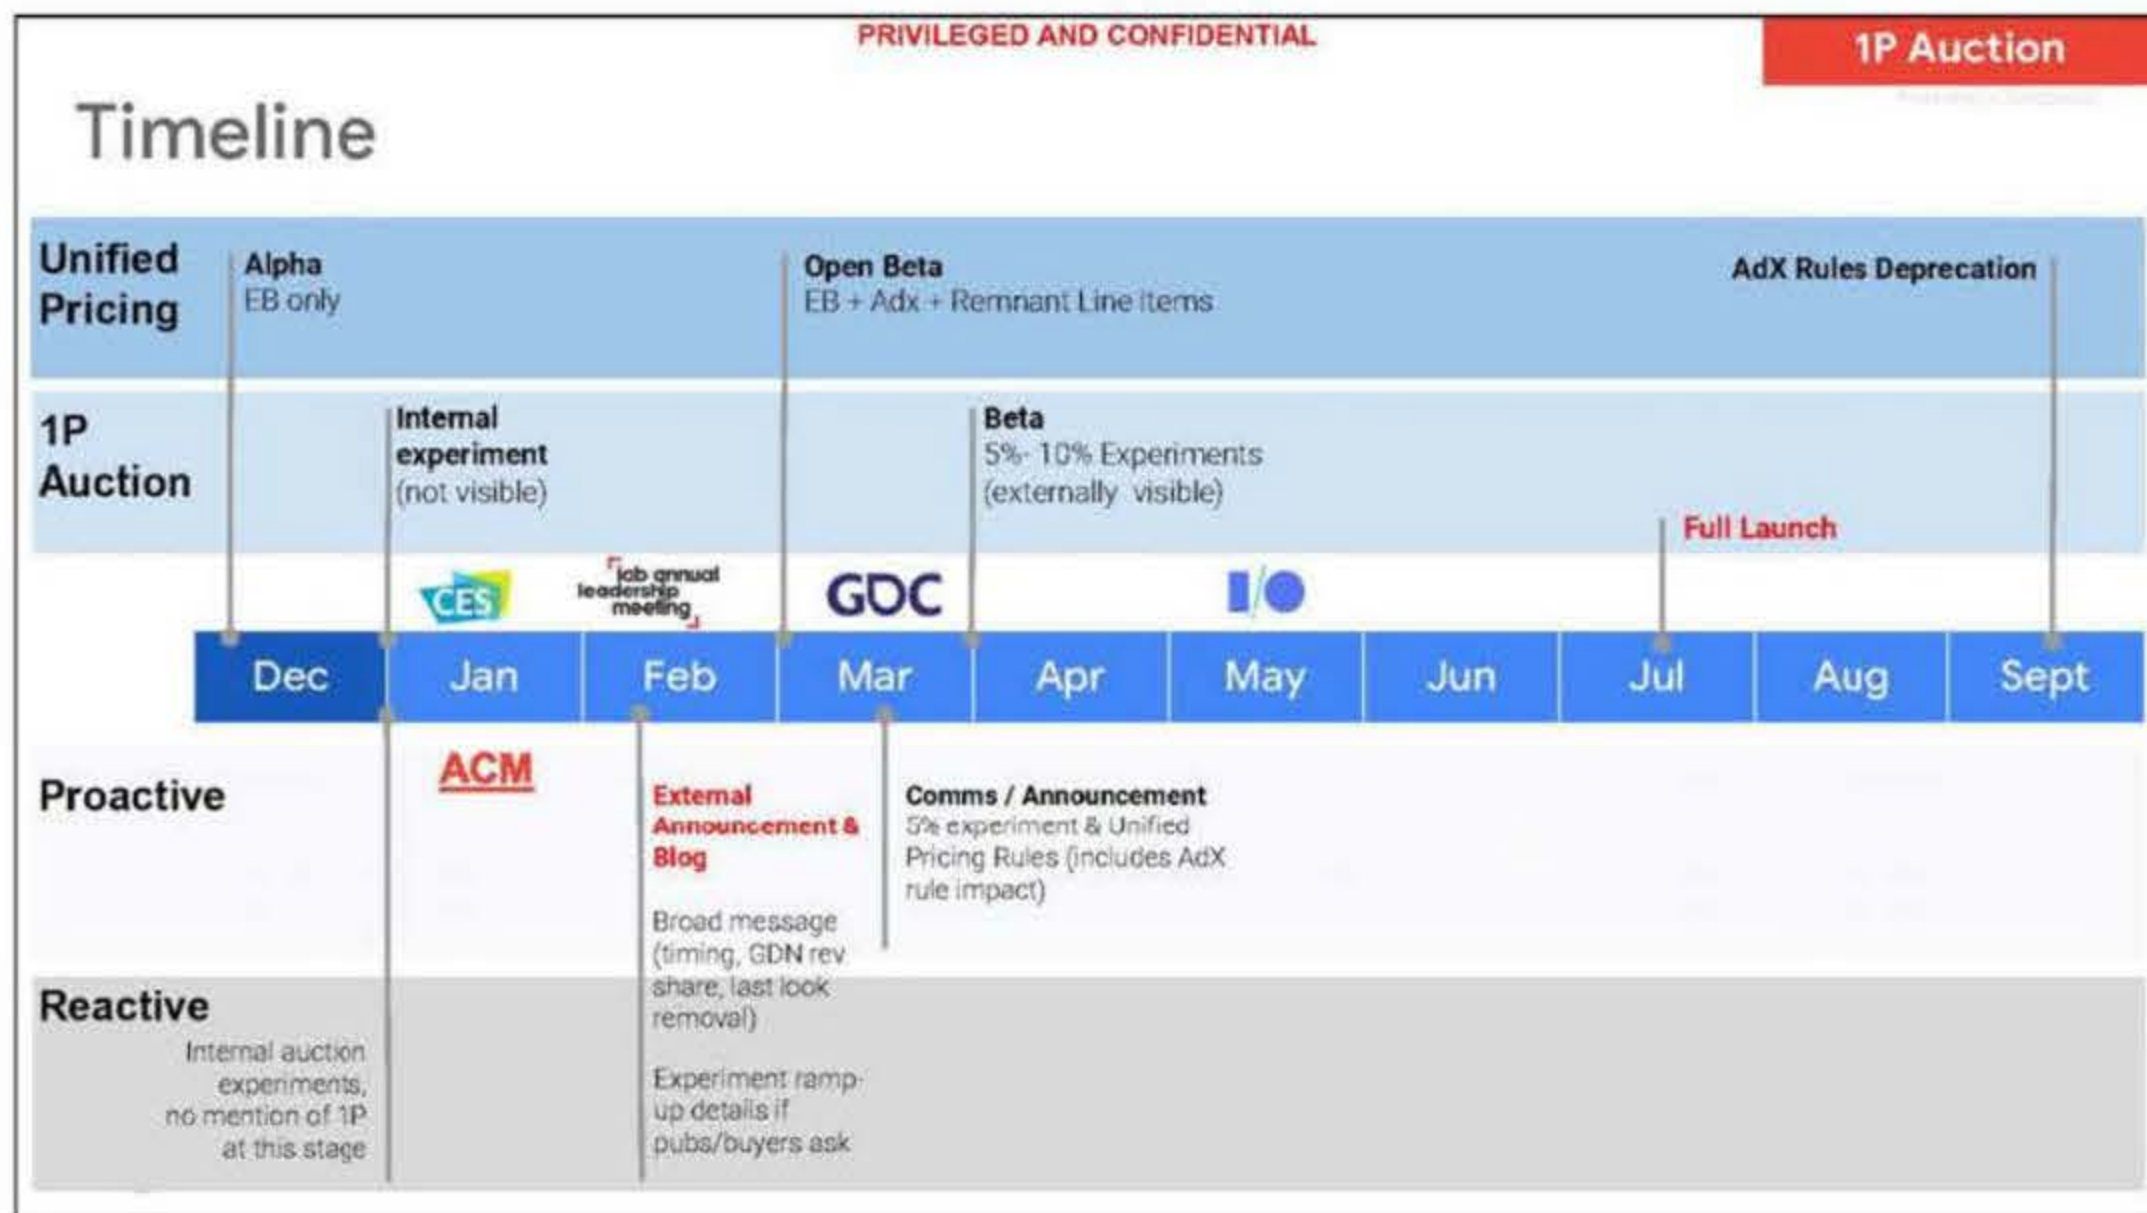 PRIVILEGED AND CONFIDENTIAL
1P Auction
Timeline
Unified
Pricing
Alpha
EB only
Open Beta
EB + Adx + Remnant Line Items
AdX Rules Deprecation
1P
Auction
Internal
experiment
(not visible)
Beta
5%- 10% Experiments
(externally visible)
Full Launch
CES
iab annual
leadership
meeting
GDC
I/O
Dec
Jan
Feb
Mar
Apr
May
Jun
Jul
Aug
Sept
Proactive
ACM
External
Announcement &
Blog
Broad message
(timing, GDN rev
share, last look
removal)
Experiment ramp-
up details if
pubs/buyers ask
Comms / Announcement
5% experiment & Unified
Pricing Rules (includes AdX
rule impact)
Reactive
Internal auction
experiments,
no mention of 1P
at this stage